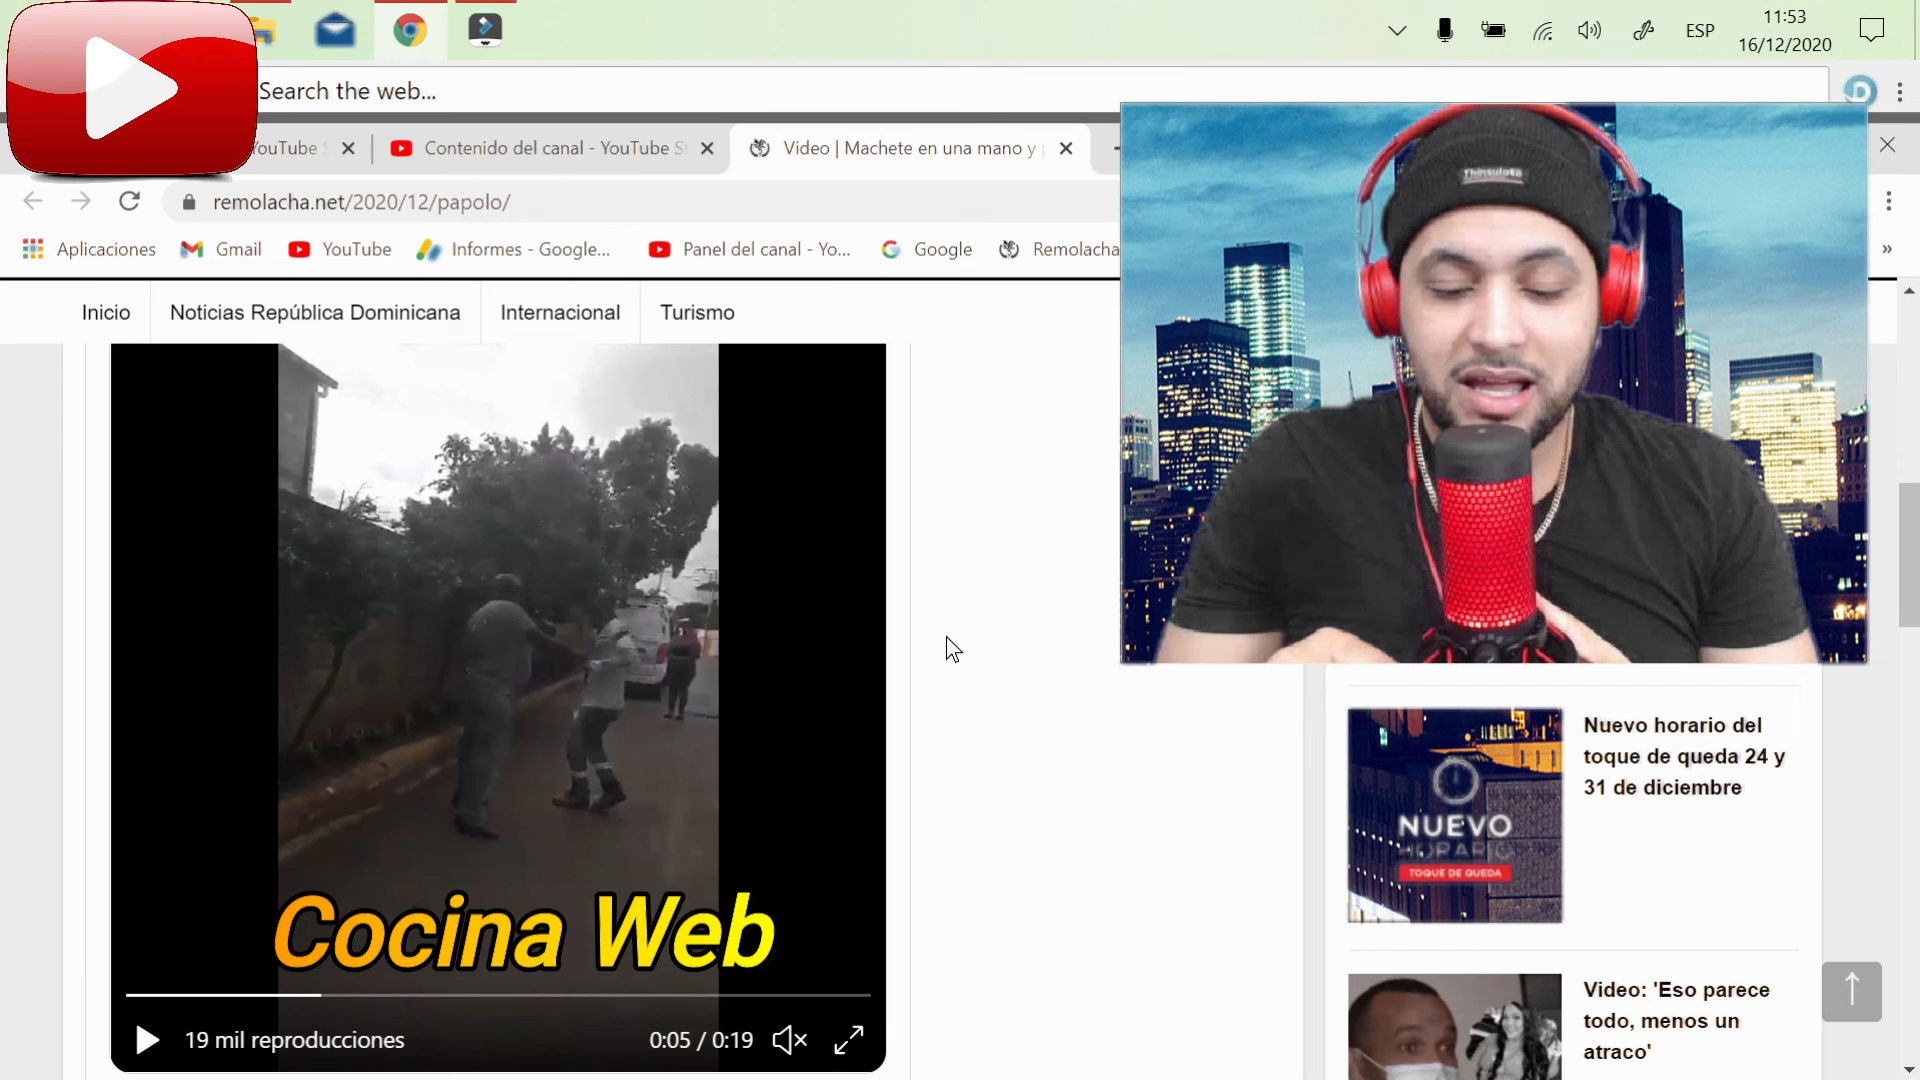 ESP
11:53
16/12/2020
Search the web...
YouTube S
Contenido del canal - YouTube S
Video | Machete en una mano y p
remolacha.net/2020/12/papolo/
Aplicaciones
Gmail
YouTube
Informes - Google...
Panel del canal - Yo...
Google
Remolacha
»
Inicio
Noticias República Dominicana
Internacional
Turismo
Thinsulate
Cocina Web
19 mil reproducciones
0:05 / 0:19
NUEVO
HORARIO
TOQUE DE QUEDA
Nuevo horario del
toque de queda 24 y
31 de diciembre
Video: 'Eso parece
todo, menos un
atraco'